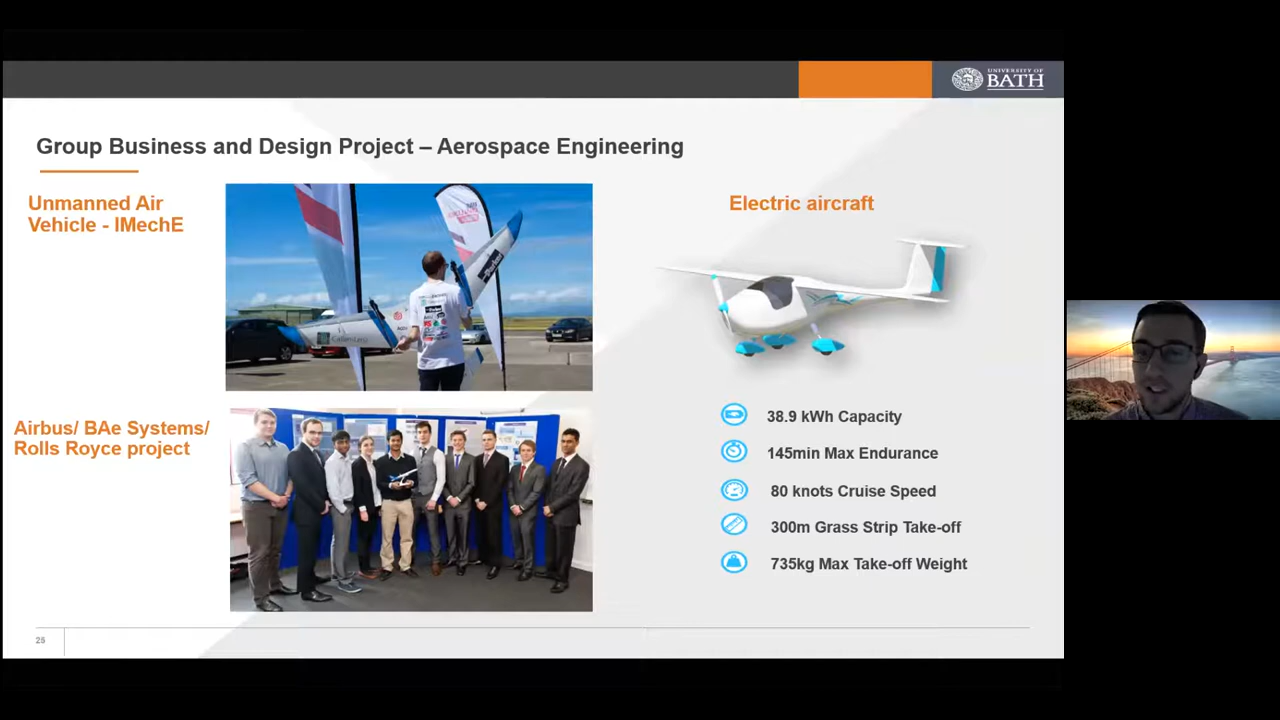 UNIVERSITY OF
BATH
Group Business and Design Project – Aerospace Engineering
Unmanned Air
Vehicle - IMechE
Electric aircraft
Airbus/ BAe Systems/
Rolls Royce project
38.9 kWh Capacity
145min Max Endurance
80 knots Cruise Speed
300m Grass Strip Take-off
735kg Max Take-off Weight